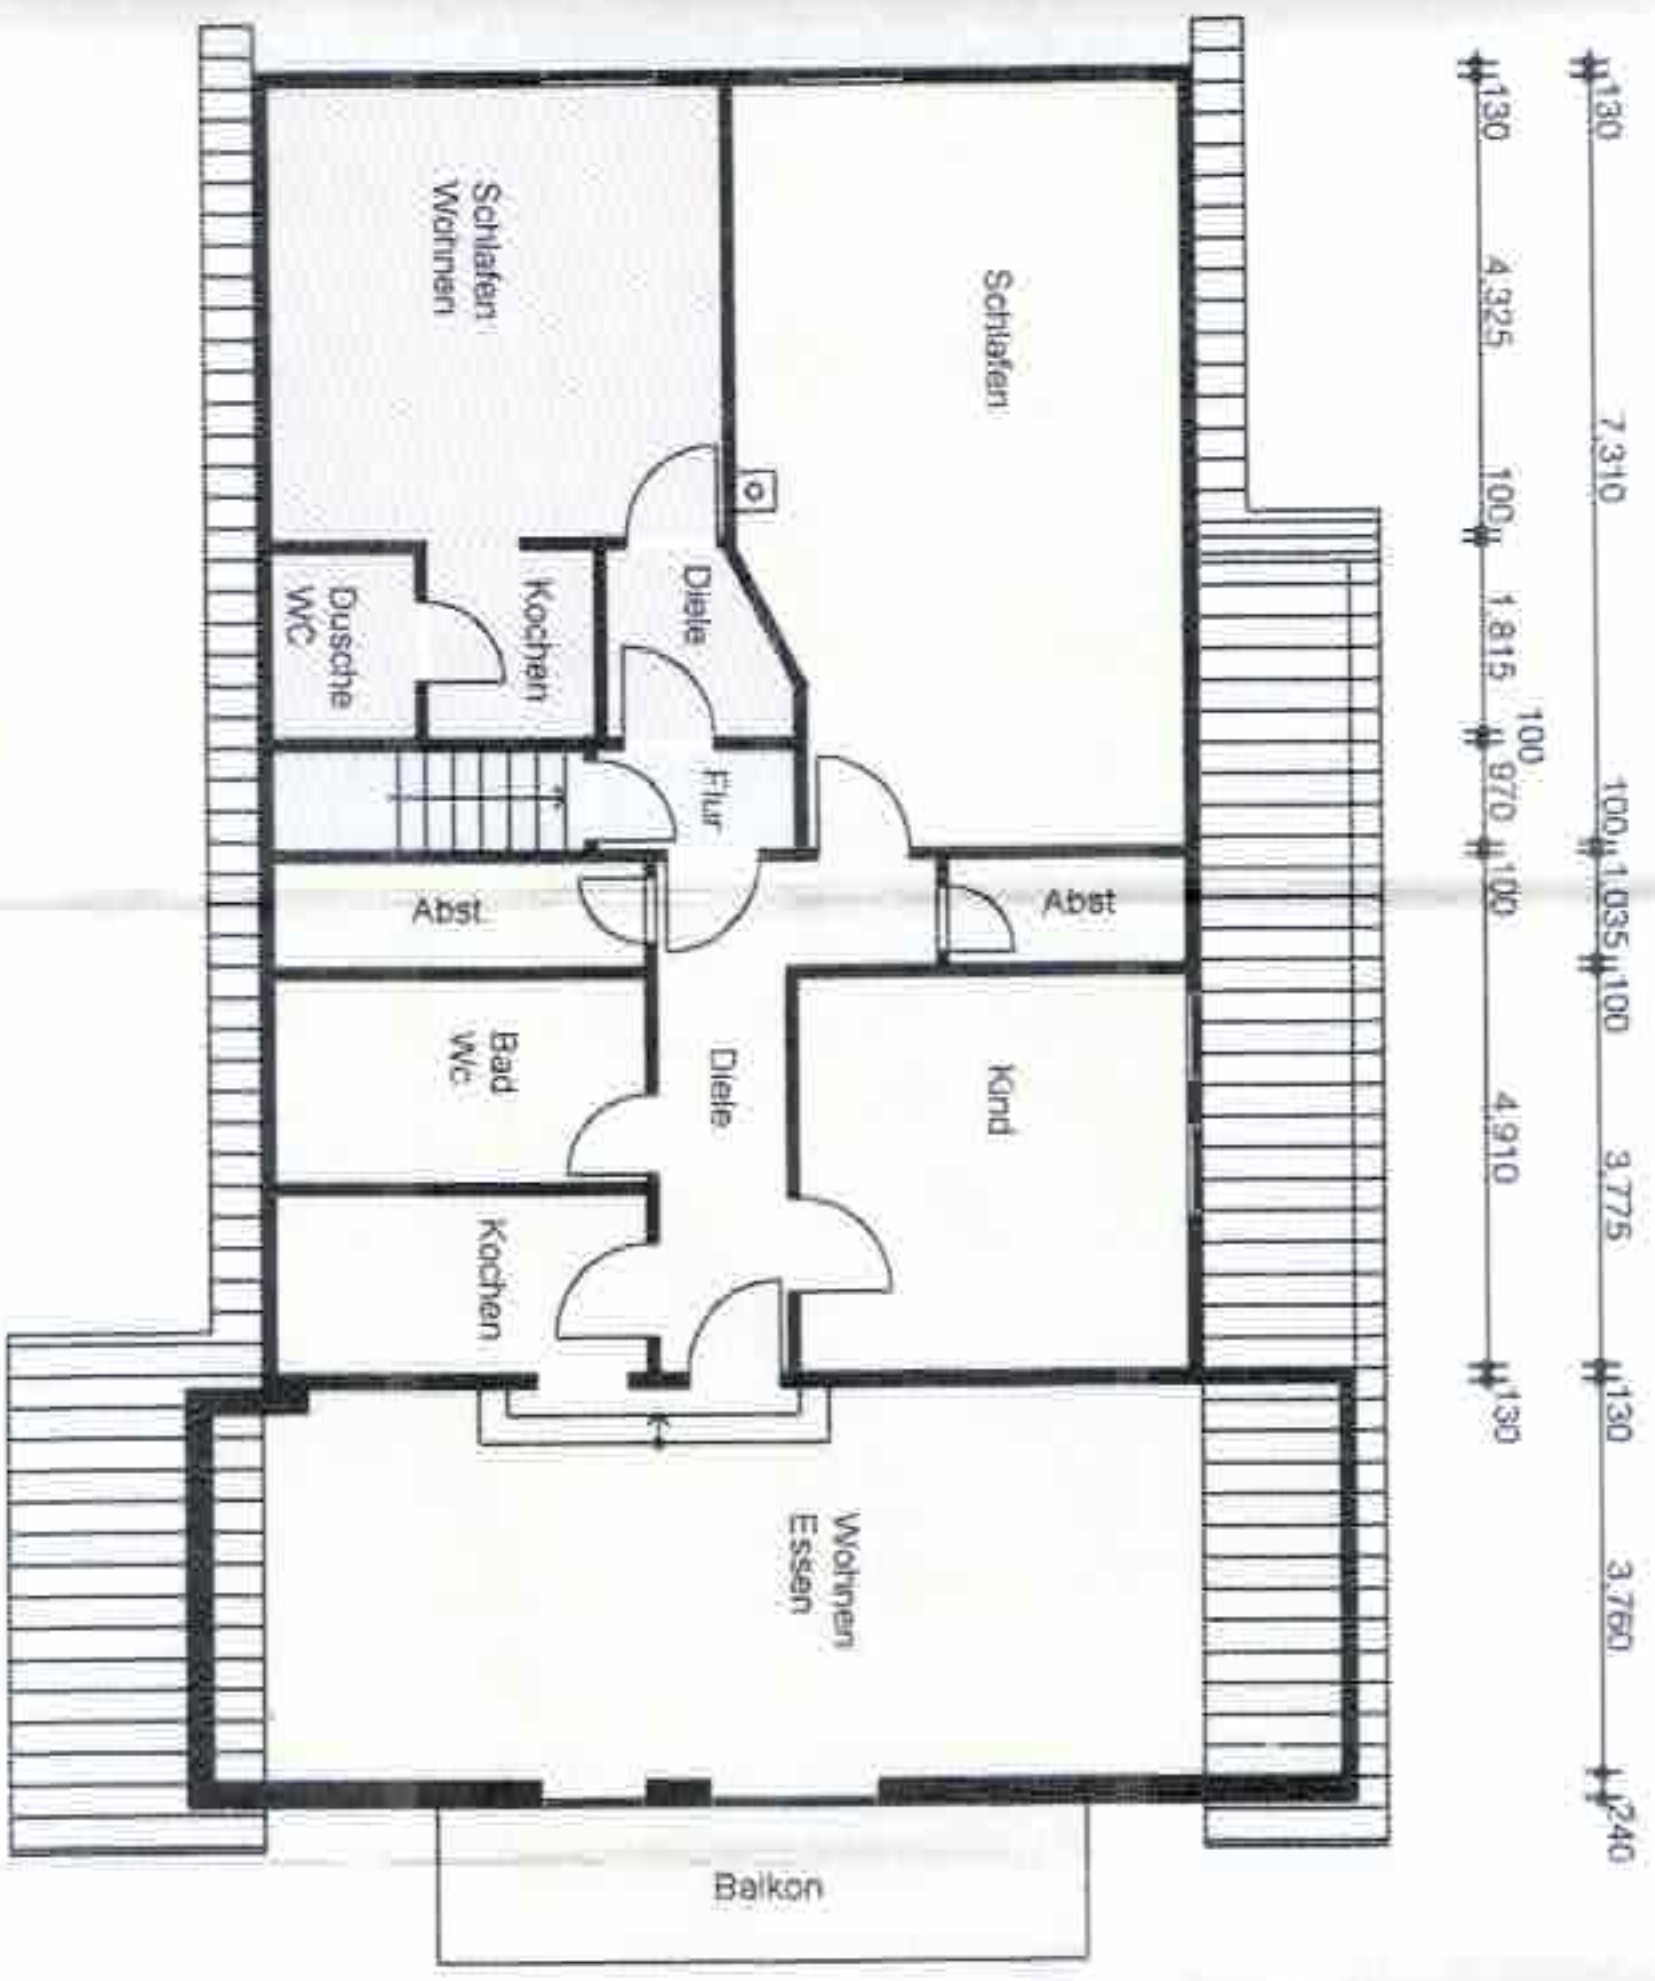 Schlafen
Wohnen
Schlafen
Dusche
WC
Kochen
Diele
Flur
Abst.
Abst
Bad
Wc
Diele
Kind
Kochen
Wohnen
Essen
Balkon
130
4,325
100
1,815
100
970
100
4,910
130
130
7,310
100
1,035
100
3,775
130
3,760
240